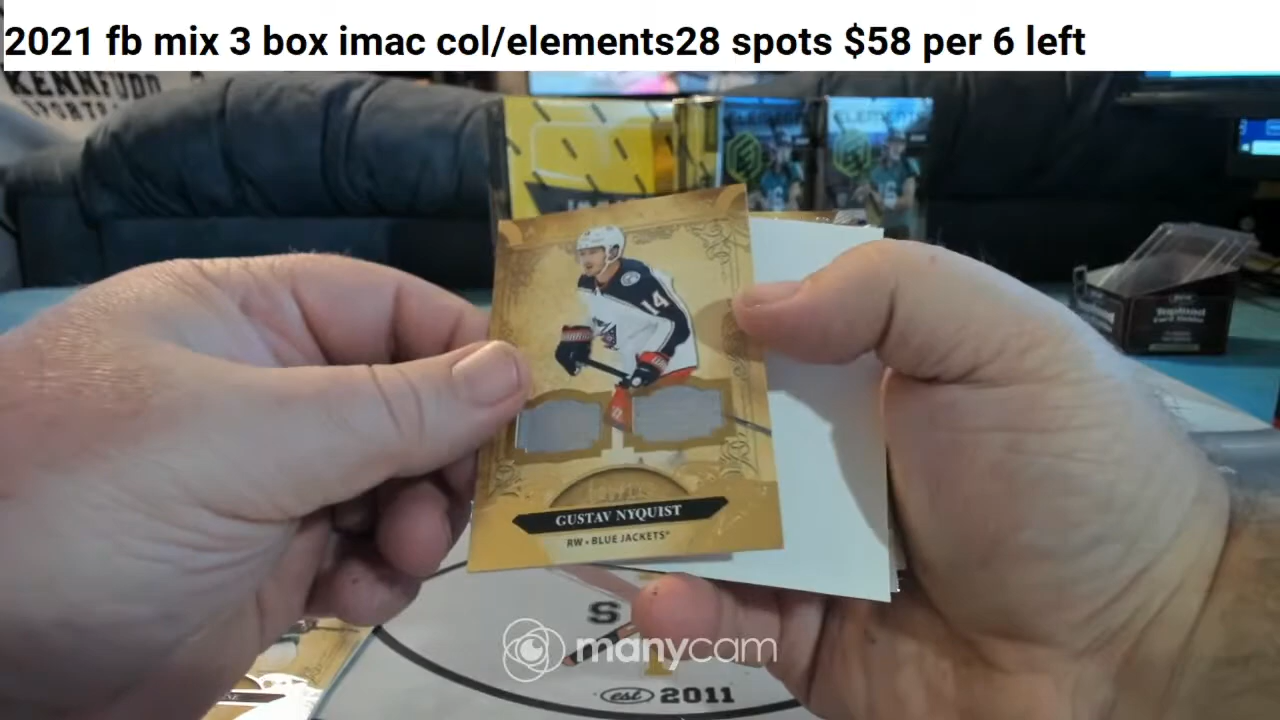 2021 fb mix 3 box imac col/elements28 spots $58 per 6 left
KENNFUDD
SPORTS
ELEMENTS
14
GUSTAV NYQUIST
RW • BLUE JACKETS
S
manycam
est 2011